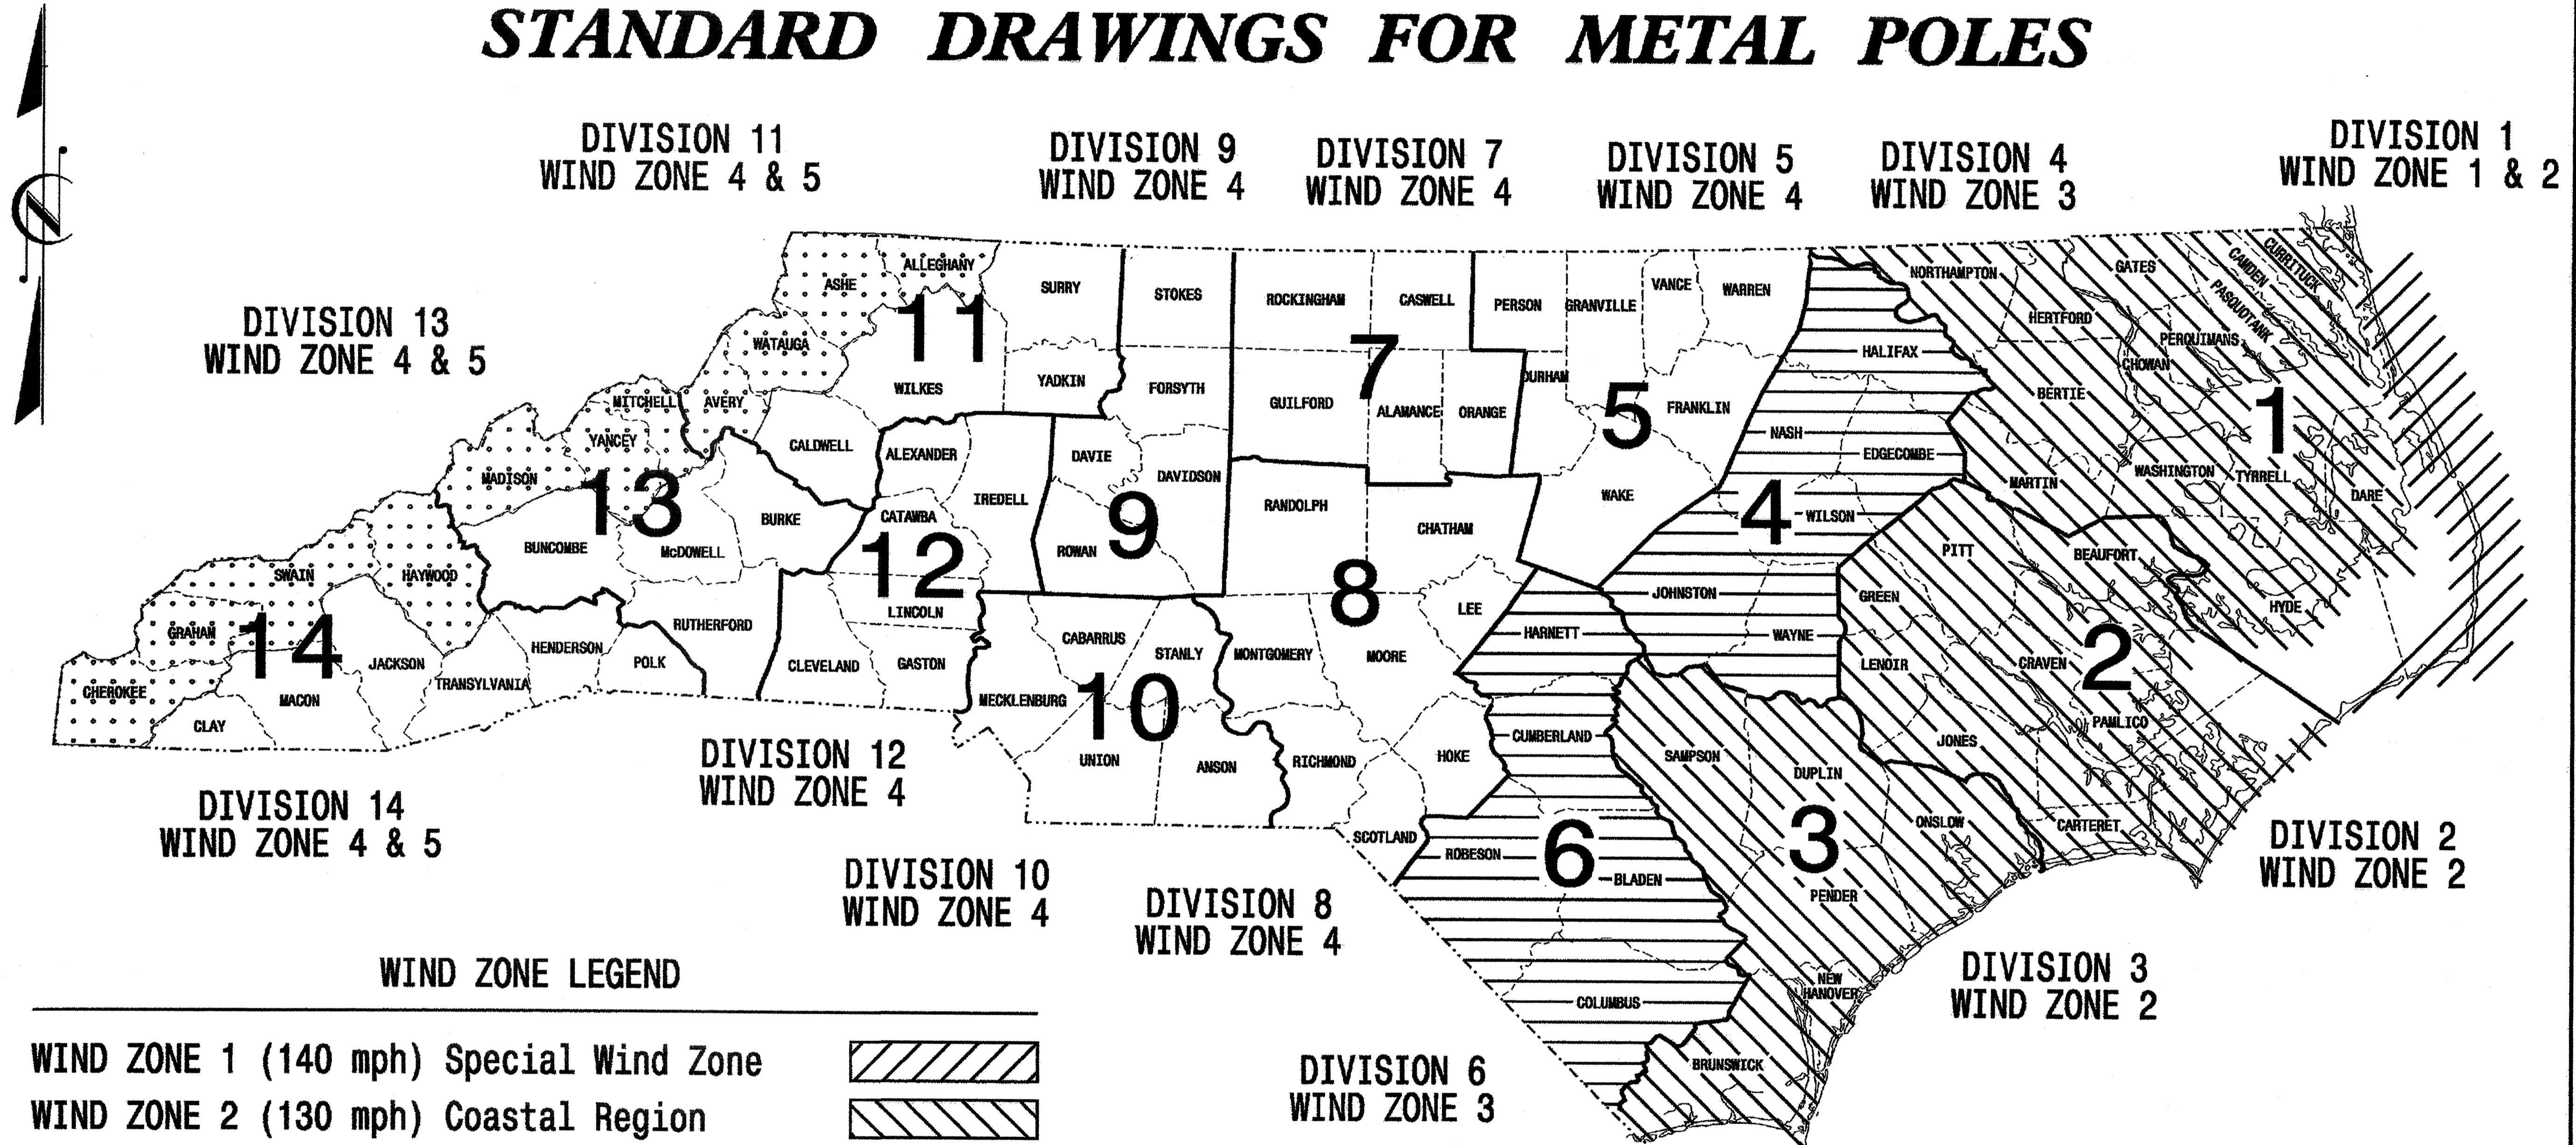 STANDARD DRAWINGS FOR METAL POLES
DIVISION 11
WIND ZONE 4 & 5
DIVISION 9
WIND ZONE 4
DIVISION 7
WIND ZONE 4
DIVISION 5
WIND ZONE 4
DIVISION 4
WIND ZONE 3
DIVISION 1
WIND ZONE 1 & 2
DIVISION 13
WIND ZONE 4 & 5
N
ASHE
ALLEGHANY
SURRY
STOKES
ROCKINGHAM
CASWELL
PERSON
GRANVILLE
VANCE
WARREN
NORTHAMPTON
GATES
CAMDEN
CURRITUCK
PASQUOTANK
HERTFORD
PERQUIMANS
CHOWAN
HALIFAX
WATAUGA
11
WILKES
YADKIN
FORSYTH
7
GUILFORD
ALAMANCE
ORANGE
DURHAM
5
FRANKLIN
NASH
EDGECOMBE
BERTIE
1
MITCHELL
AVERY
YANCEY
CALDWELL
ALEXANDER
DAVIE
DAVIDSON
IREDELL
RANDOLPH
CHATHAM
WAKE
4
WILSON
MARTIN
WASHINGTON
TYRRELL
DARE
MADISON
13
BURKE
BUNCOMBE
McDOWELL
CATAWBA
12
ROWAN
9
PITT
BEAUFORT
HYDE
SWAIN
HAYWOOD
LINCOLN
8
LEE
JOHNSTON
GREEN
GRAHAM
14
JACKSON
HENDERSON
RUTHERFORD
POLK
CLEVELAND
GASTON
CABARRUS
STANLY
MONTGOMERY
MOORE
HARNETT
WAYNE
LENOIR
CRAVEN
2
CHEROKEE
MACON
TRANSYLVANIA
CLAY
MECKLENBURG
10
UNION
ANSON
RICHMOND
HOKE
CUMBERLAND
SAMPSON
DUPLIN
JONES
PAMLICO
SCOTLAND
ROBESON
6
BLADEN
3
ONSLOW
CARTERET
PENDER
NEW
HANOVER
COLUMBUS
BRUNSWICK
DIVISION 14
WIND ZONE 4 & 5
DIVISION 12
WIND ZONE 4
DIVISION 10
WIND ZONE 4
DIVISION 8
WIND ZONE 4
DIVISION 2
WIND ZONE 2
DIVISION 3
WIND ZONE 2
DIVISION 6
WIND ZONE 3
WIND ZONE LEGEND
WIND ZONE 1 (140 mph) Special Wind Zone
WIND ZONE 2 (130 mph) Coastal Region